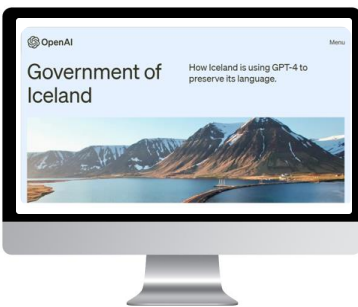 OpenAI
Menu
Government of
Iceland
How Iceland is using GPT-4 to
preserve its language.